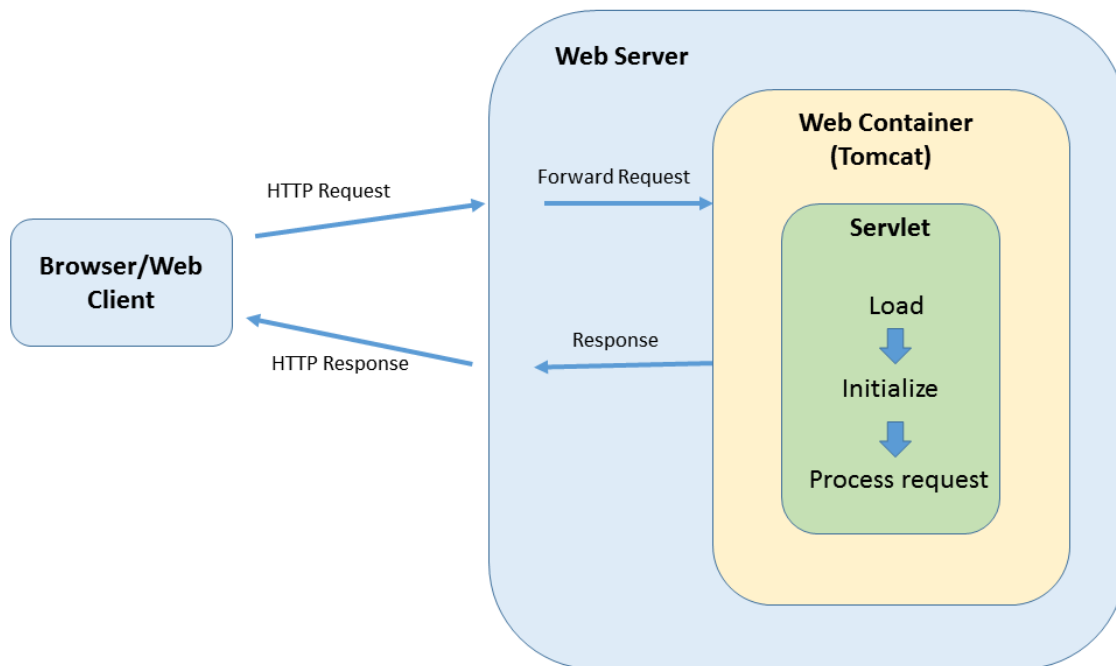 Web Server
Web Container
(Tomcat)
HTTP Request
Forward Request
Servlet
Browser/Web
Client
Load
Response
HTTP Response
Initialize
Process request